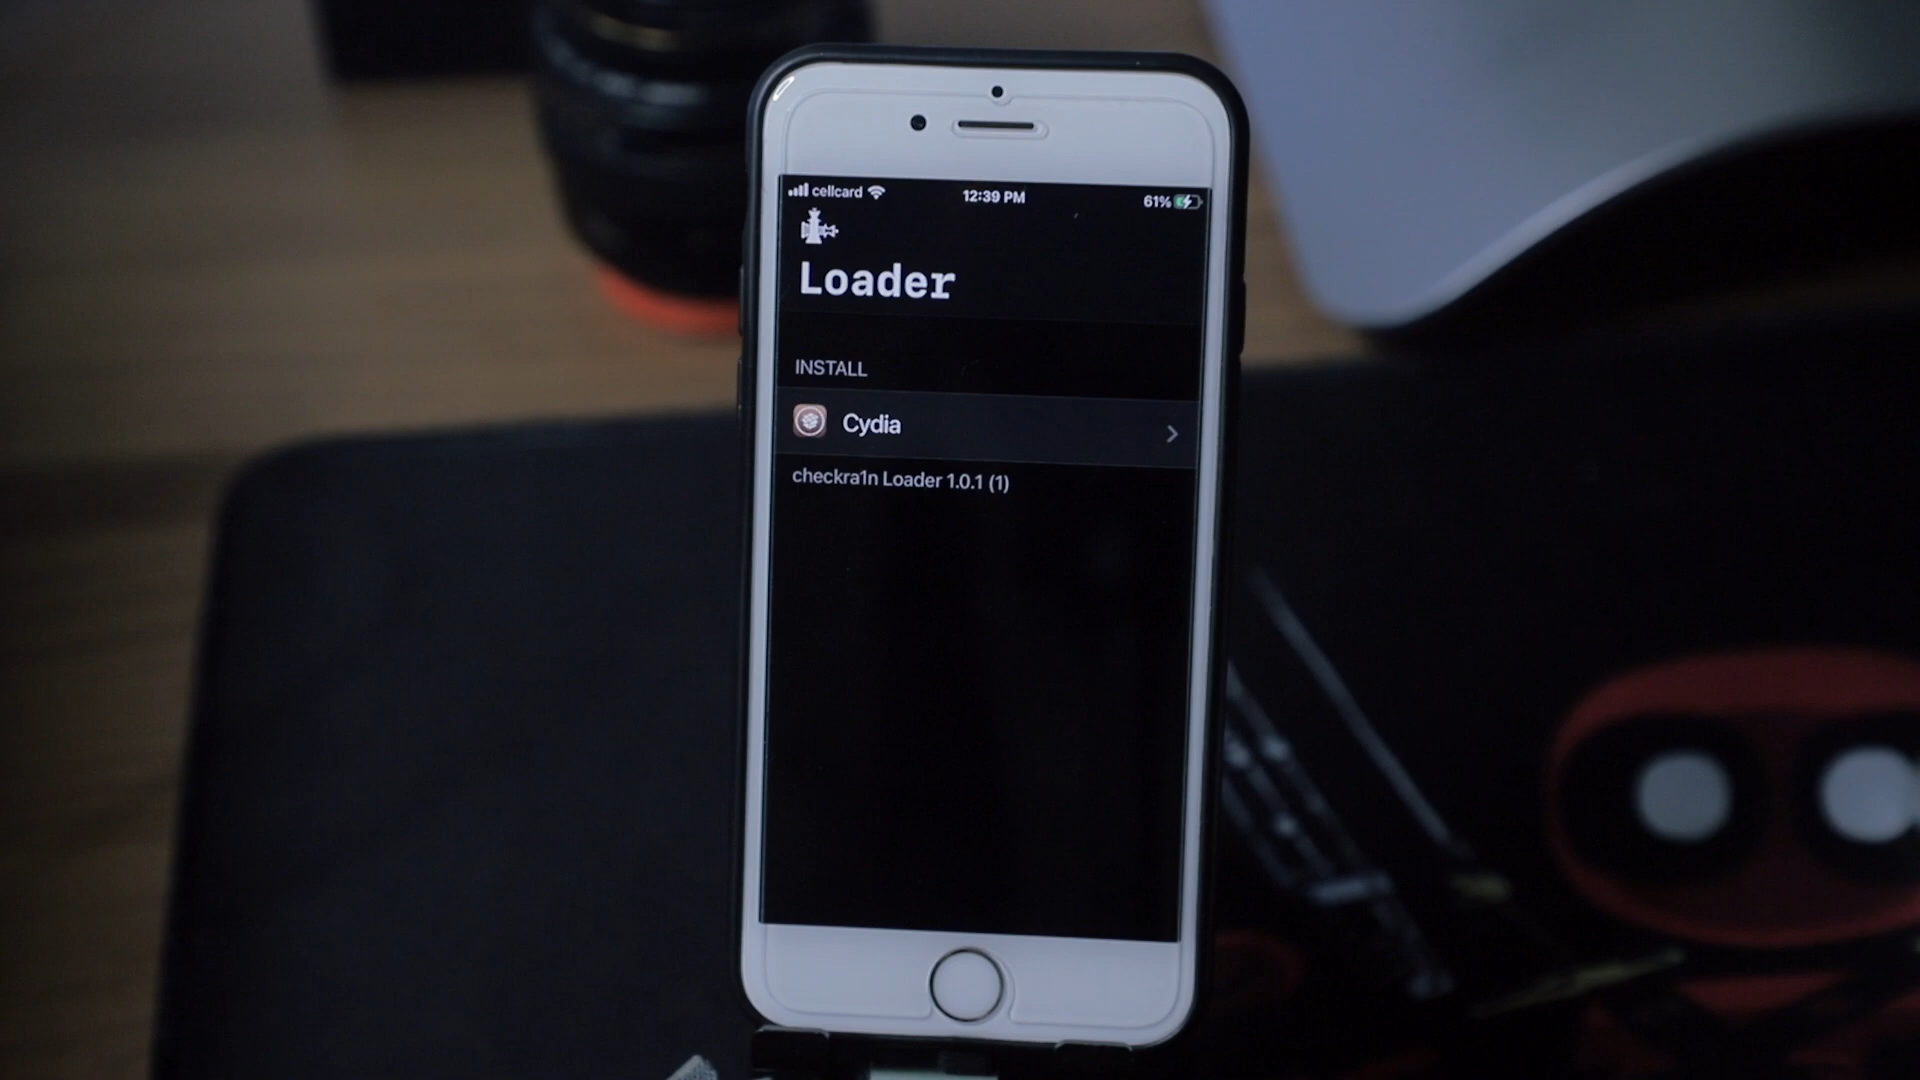 cellcard 12:39 PM 61%
Loader
INSTALL
Cydia
checkra1n Loader 1.0.1 (1)